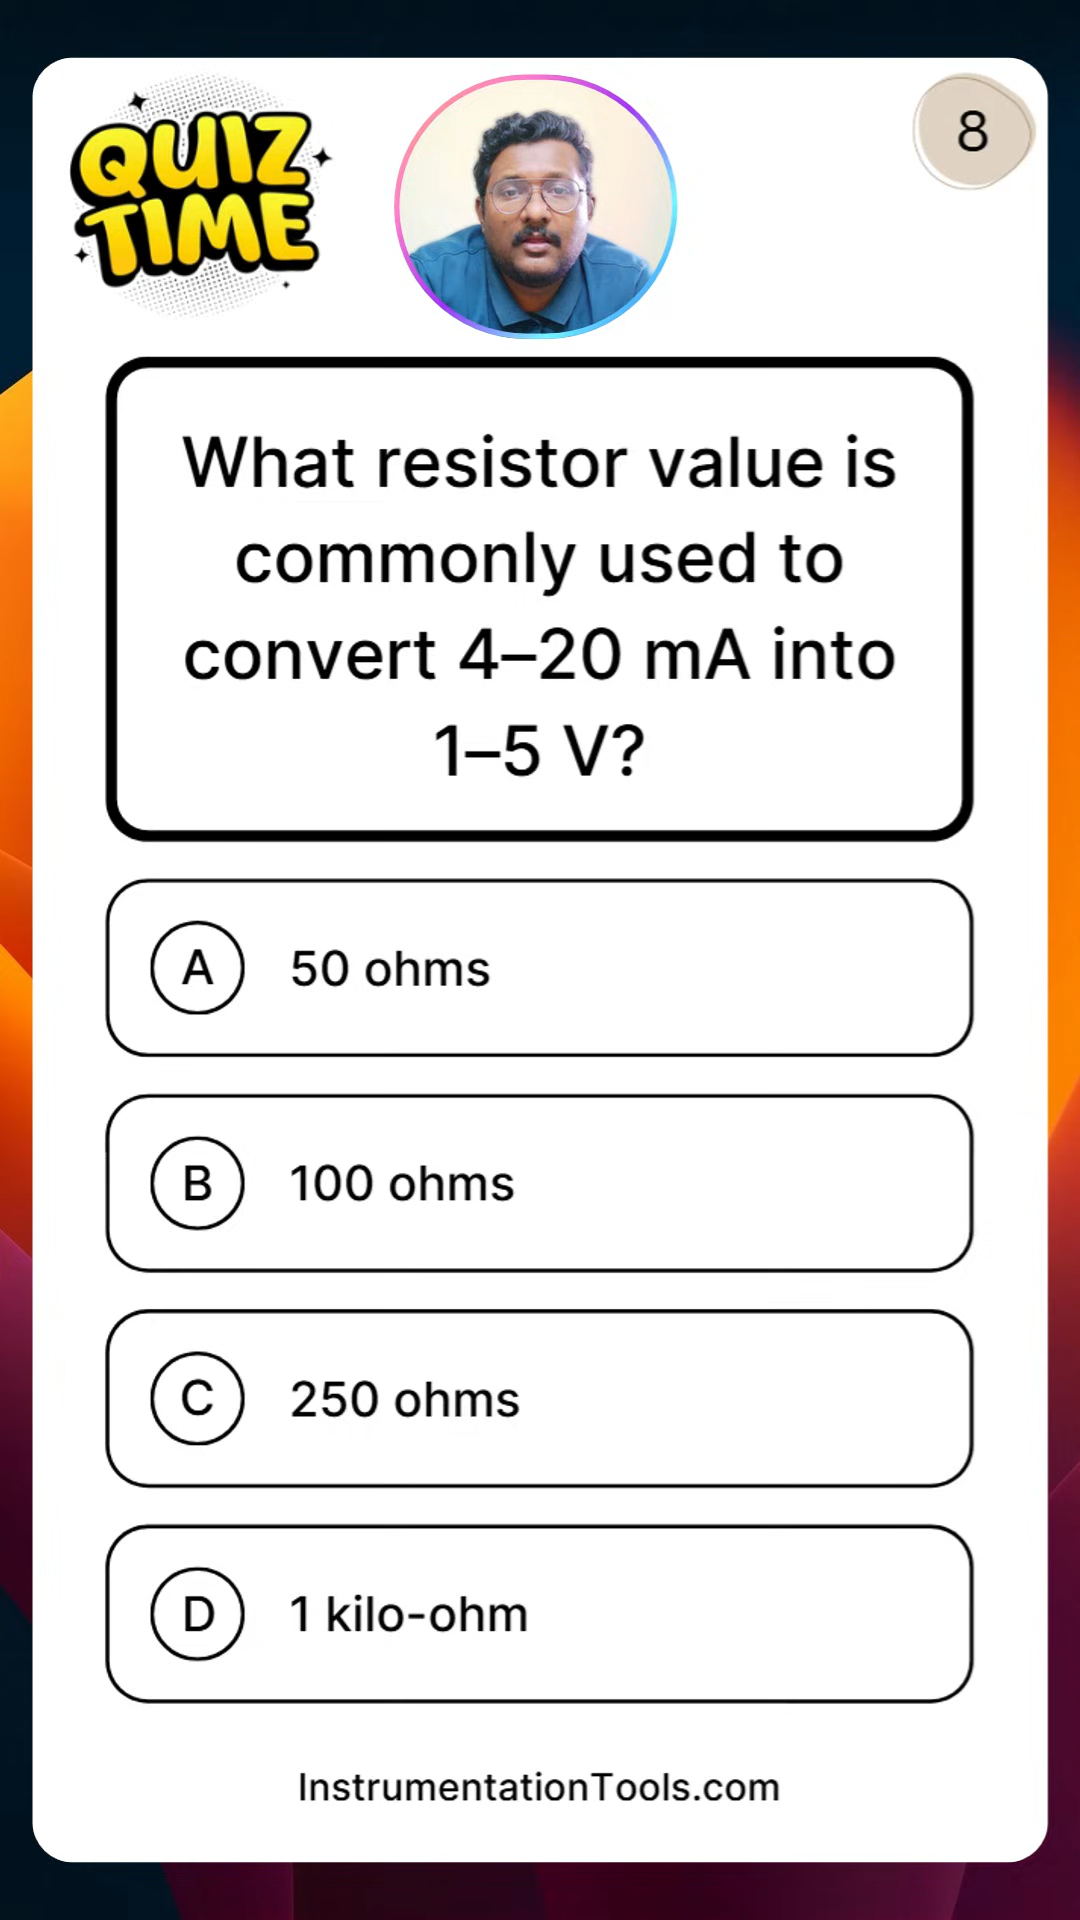 QUIZ
TIME
8
What resistor value is
commonly used to
convert 4–20 mA into
1–5 V?
A 50 ohms
B 100 ohms
C 250 ohms
D 1 kilo-ohm
InstrumentationTools.com